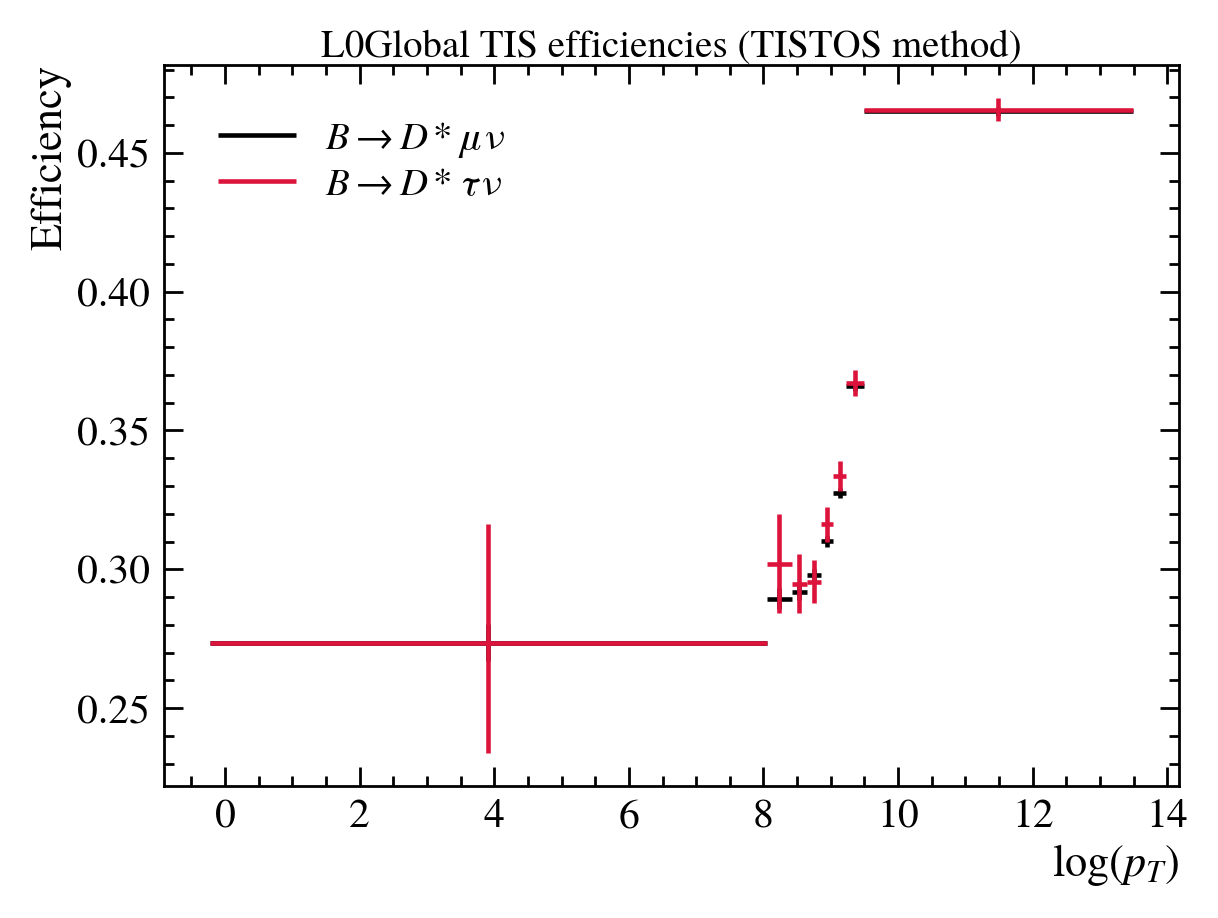 L0Global TIS efficiencies (TISTOS method)
Efficiency
B → D* μν
B → D* τν
0.45
0.40
0.35
0.30
0.25
0 2 4 6 8 10 12 14
log(p_T)